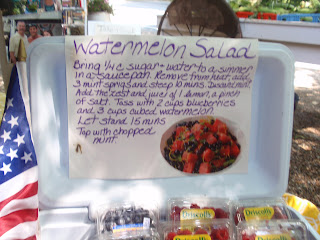 Watermelon Salad
Bring 1/4 c sugar + water to a simmer
in a saucepan. Remove from heat, add
3 mint sprigs and steep 10 mins. Discard mint.
Add the zest and juice of 1 lemon, a pinch
of salt. Toss with 2 cups blueberries
and 3 cups cubed watermelon.
Let stand 15 mins
Top with chopped
mint.
Driscoll's
Driscoll's